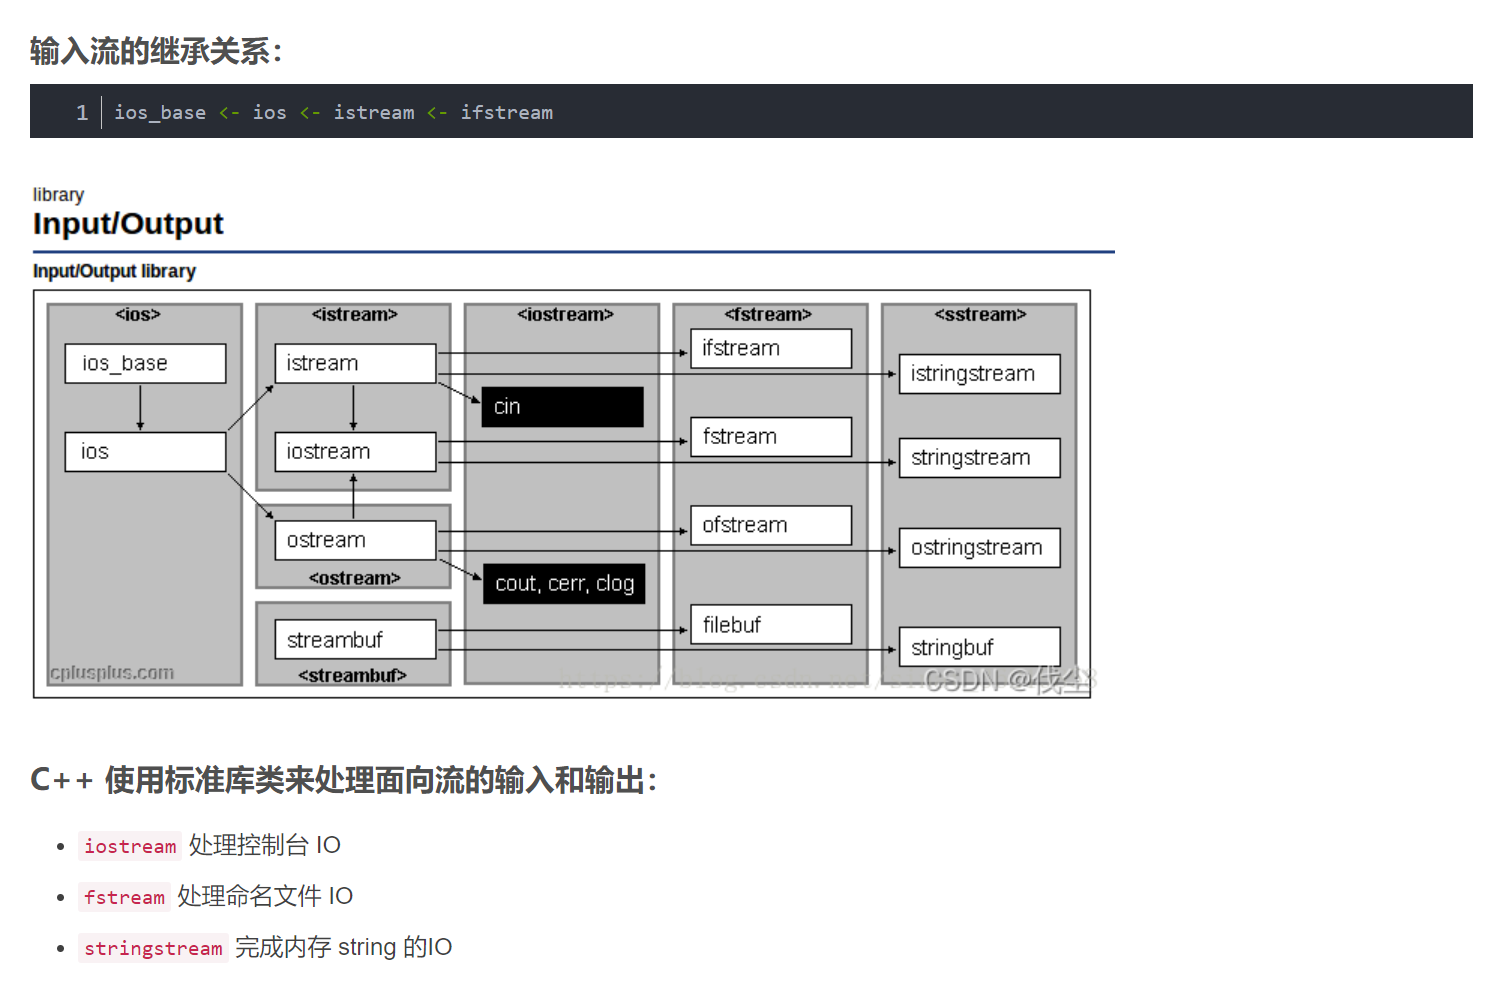 输入流的继承关系：
1 ios_base <- ios <- istream <- ifstream
library
Input/Output
Input/Output library
<ios>
ios_base
ios
cplusplus.com
<istream>
istream
iostream
ostream
<ostream>
streambuf
<streambuf>
<iostream>
cin
cout, cerr, clog
<fstream>
ifstream
fstream
ofstream
filebuf
<sstream>
istringstream
stringstream
ostringstream
stringbuf
CSDN @伐尘
C++ 使用标准库类来处理面向流的输入和输出：
iostream 处理控制台 IO
fstream 处理命名文件 IO
stringstream 完成内存 string 的IO